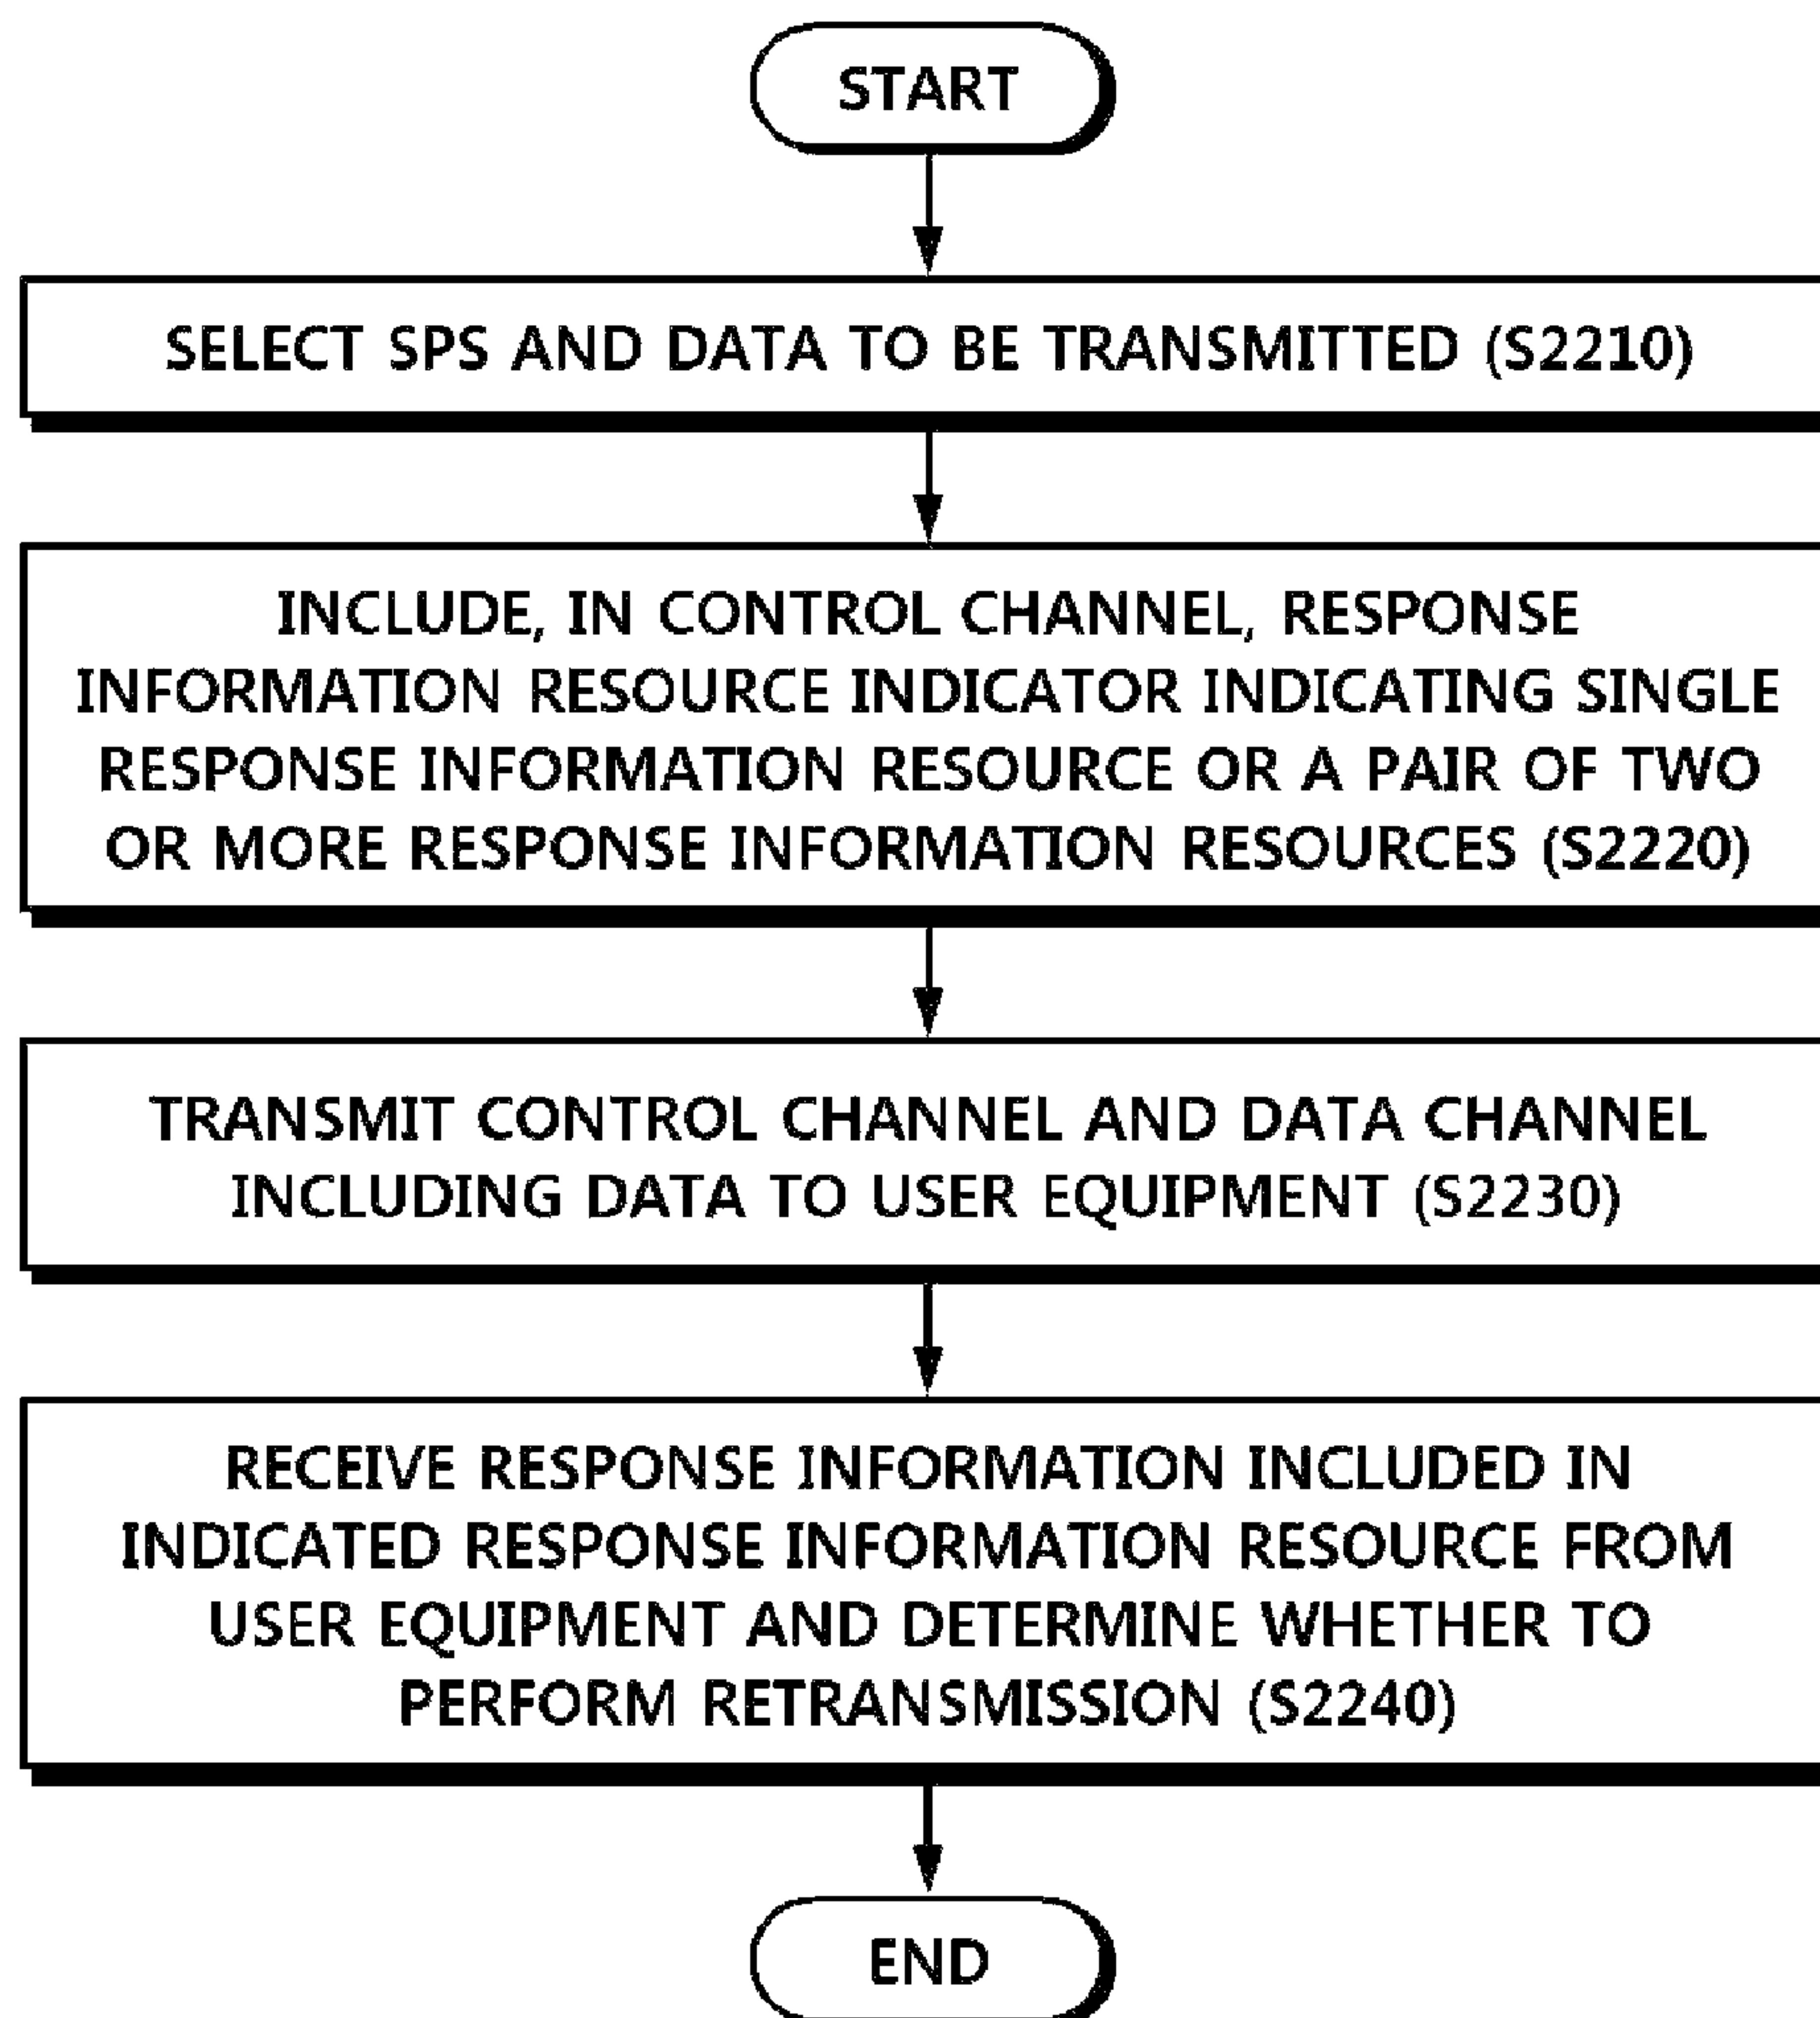 START
SELECT SPS AND DATA TO BE TRANSMITTED (S2210)
INCLUDE, IN CONTROL CHANNEL, RESPONSE
INFORMATION RESOURCE INDICATOR INDICATING SINGLE
RESPONSE INFORMATION RESOURCE OR A PAIR OF TWO
OR MORE RESPONSE INFORMATION RESOURCES (S2220)
TRANSMIT CONTROL CHANNEL AND DATA CHANNEL
INCLUDING DATA TO USER EQUIPMENT (S2230)
RECEIVE RESPONSE INFORMATION INCLUDED IN
INDICATED RESPONSE INFORMATION RESOURCE FROM
USER EQUIPMENT AND DETERMINE WHETHER TO
PERFORM RETRANSMISSION (S2240)
END